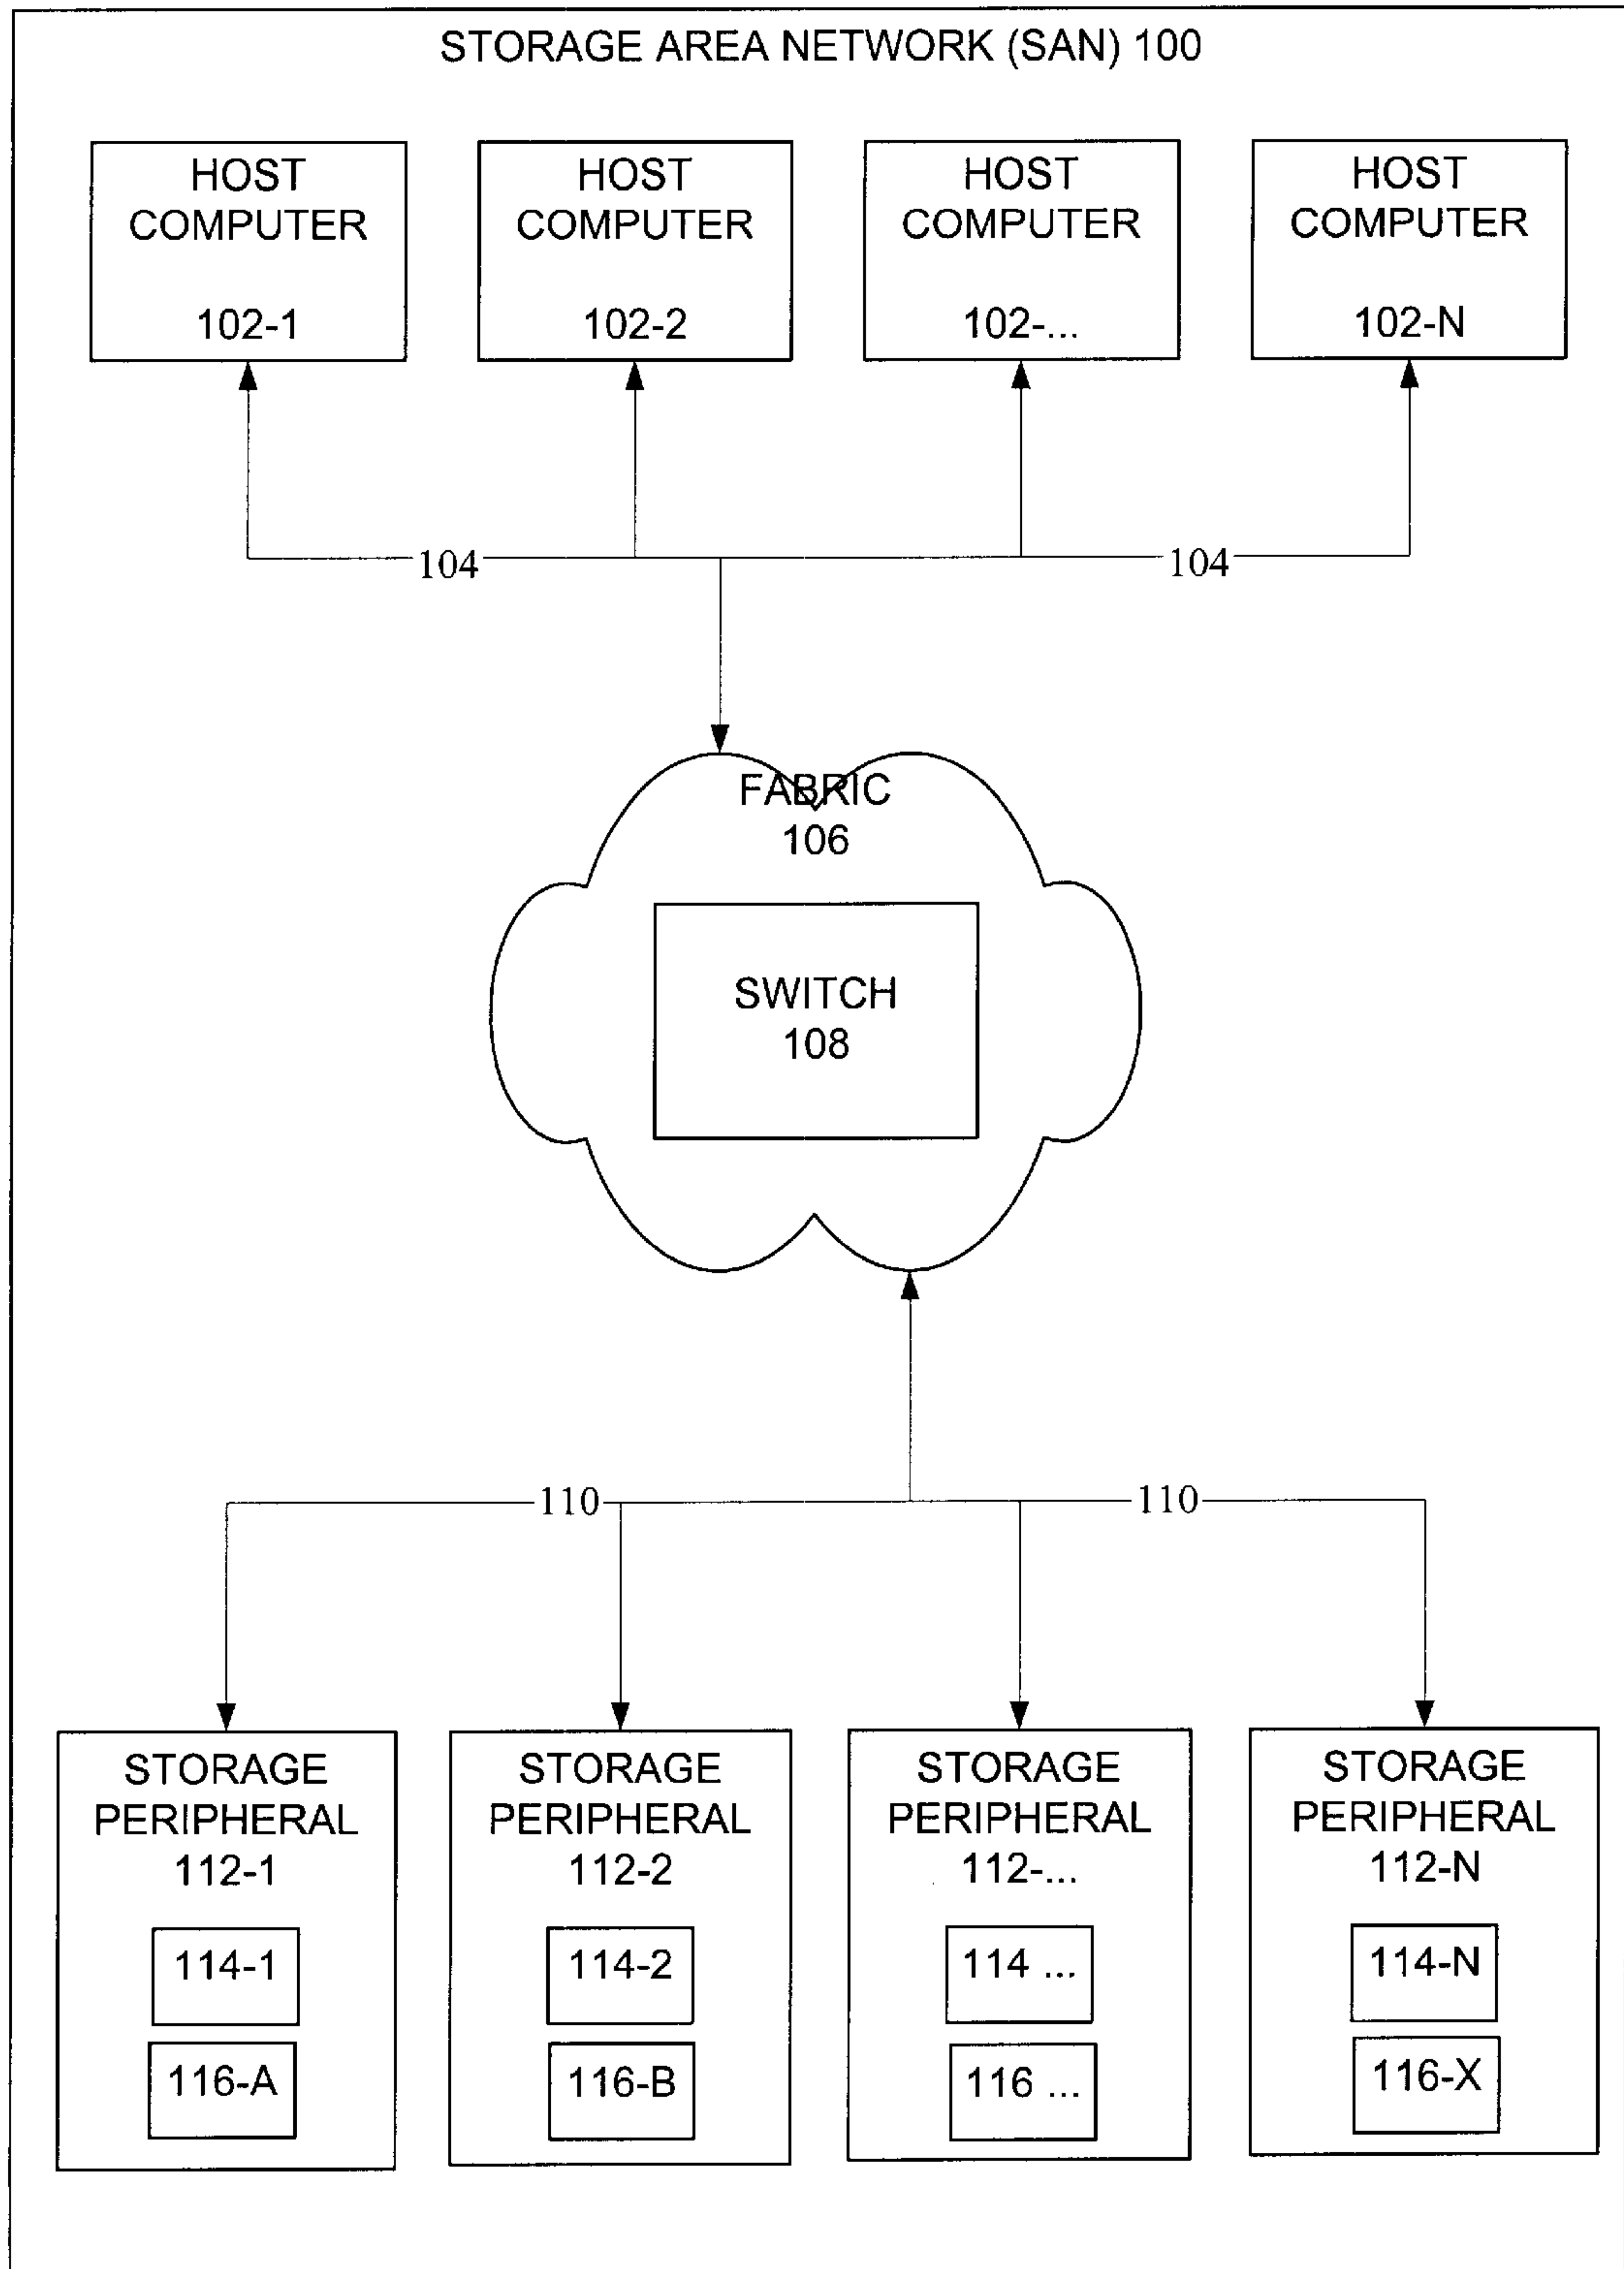 STORAGE AREA NETWORK (SAN) 100
HOST
COMPUTER
102-1
HOST
COMPUTER
102-2
HOST
COMPUTER
102-...
HOST
COMPUTER
102-N
104
104
FABRIC
106
SWITCH
108
110
110
STORAGE
PERIPHERAL
112-1
114-1
116-A
STORAGE
PERIPHERAL
112-2
114-2
116-B
STORAGE
PERIPHERAL
112-...
114 ...
116 ...
STORAGE
PERIPHERAL
112-N
114-N
116-X